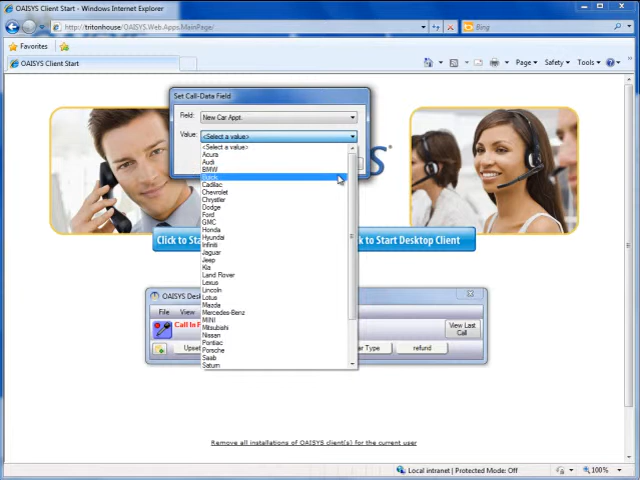 OAISYS Client Start - Windows Internet Explorer
http://tritonhouse/OAISYS.Web.Apps.MainPage/
Bing
Favorites
OAISYS Client Start
Page
Safety
Tools
Set Call-Data Field
Field: New Car Appt.
Value: <Select a value>
<Select a value>
Acura
Audi
BMW
Buick
Cadillac
Chevrolet
Chrystler
Dodge
Ford
GMC
Honda
Hyundai
Infiniti
Jaguar
Jeep
Kia
Land Rover
Lexus
Lincoln
Lotus
Mazda
Mercedes-Benz
MINI
Mitsubishi
Nissan
Pontiac
Porsche
Saab
Saturn
S®
Click to Sta
k to Start Desktop Client
OAISYS Des
File View
Call In P
View Last
Call
Upset
ar Type
refund
Remove all installations of OAISYS client(s) for the current user
Local intranet | Protected Mode: Off
100%